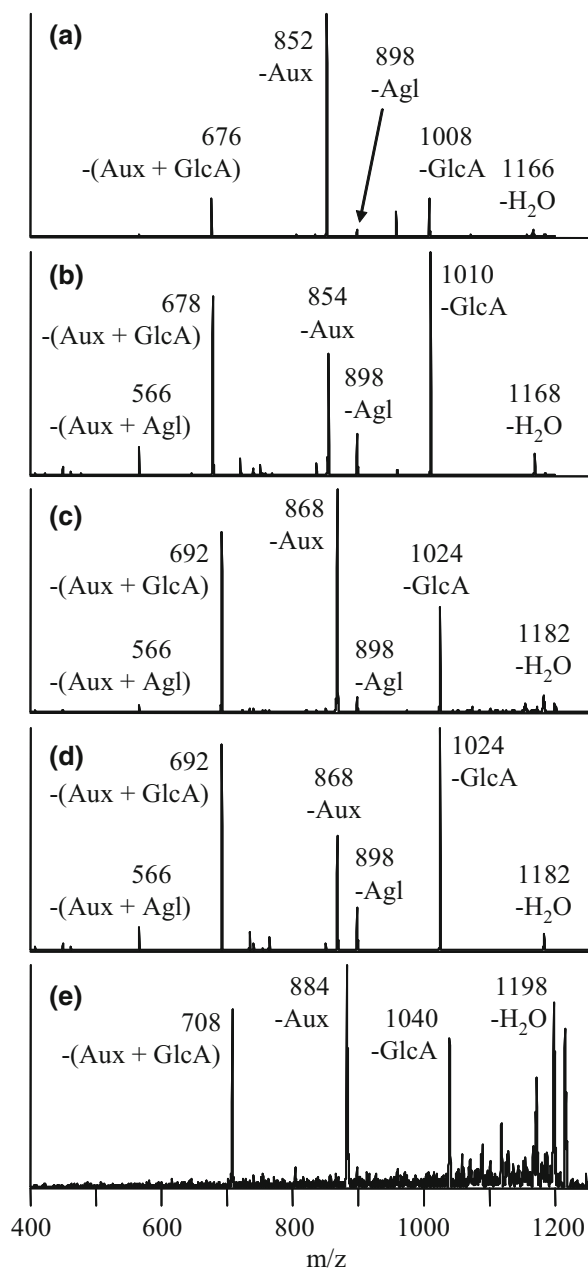 (a)
852
-Aux
898
-Agl
676
-(Aux + GlcA)
1008
-GlcA
1166
-H₂O
(b)
1010
-GlcA
678
-(Aux + GlcA)
854
-Aux
566
-(Aux + Agl)
898
-Agl
1168
-H₂O
(c)
868
-Aux
692
-(Aux + GlcA)
1024
-GlcA
566
-(Aux + Agl)
898
-Agl
1182
-H₂O
(d)
1024
-GlcA
692
-(Aux + GlcA)
868
-Aux
566
-(Aux + Agl)
898
-Agl
1182
-H₂O
(e)
884
-Aux
1198
-H₂O
708
-(Aux + GlcA)
1040
-GlcA
400 600 800 1000 1200
m/z